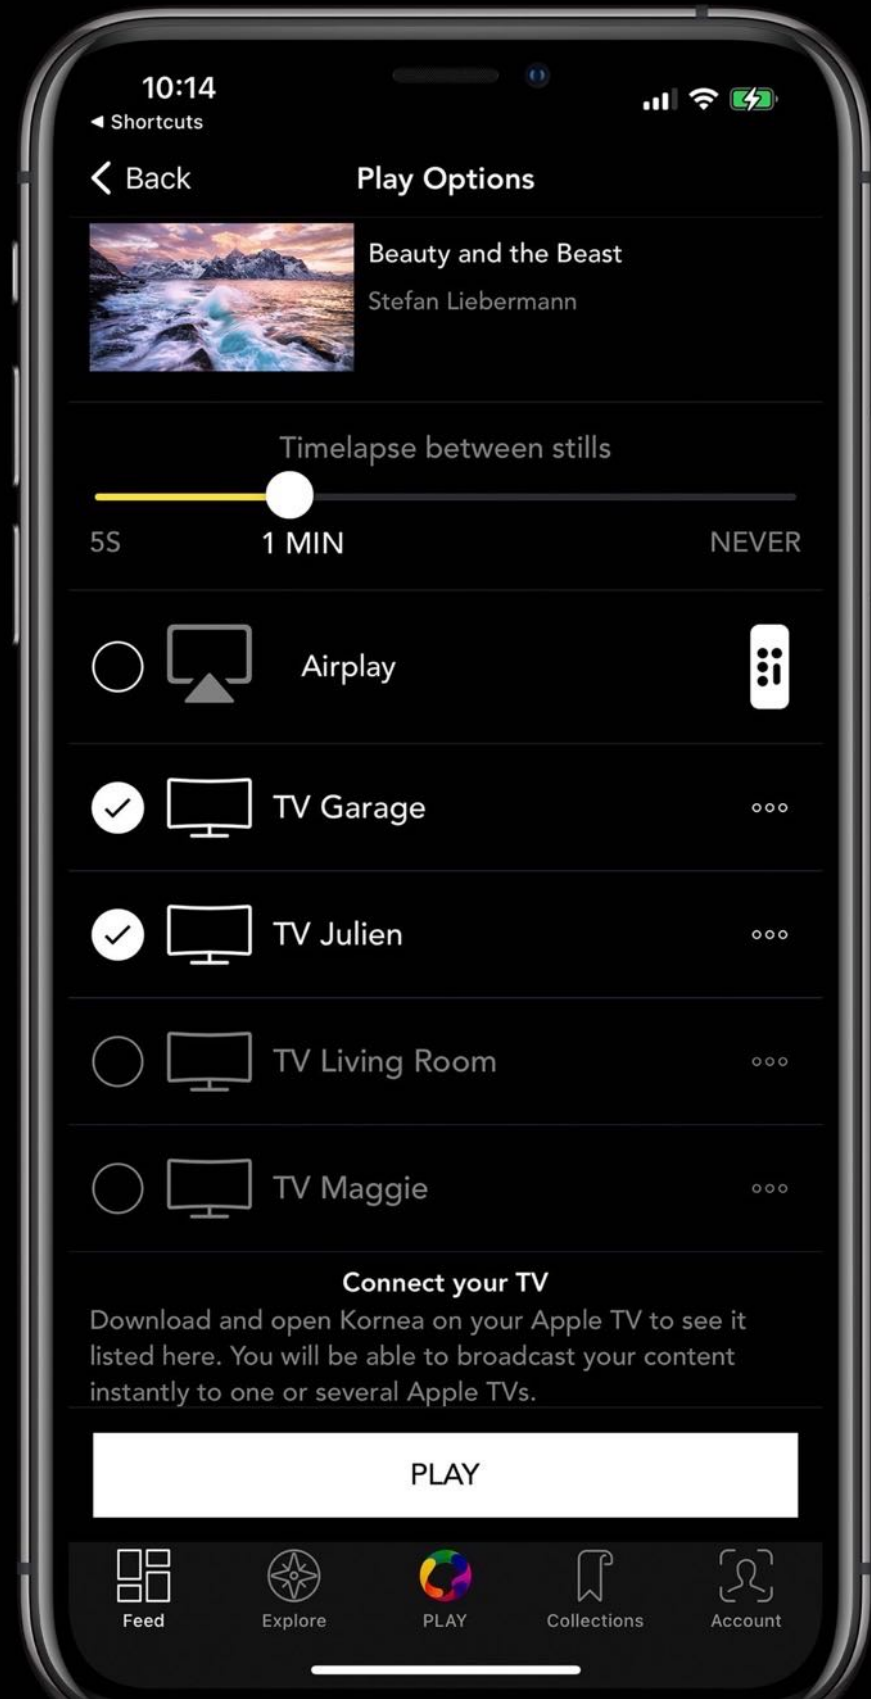 10:14
Shortcuts
Back
Play Options
Beauty and the Beast
Stefan Liebermann
Timelapse between stills
5S
1 MIN
NEVER
Airplay
TV Garage
TV Julien
TV Living Room
TV Maggie
Connect your TV
Download and open Kornea on your Apple TV to see it
listed here. You will be able to broadcast your content
instantly to one or several Apple TVs.
PLAY
Feed
Explore
PLAY
Collections
Account